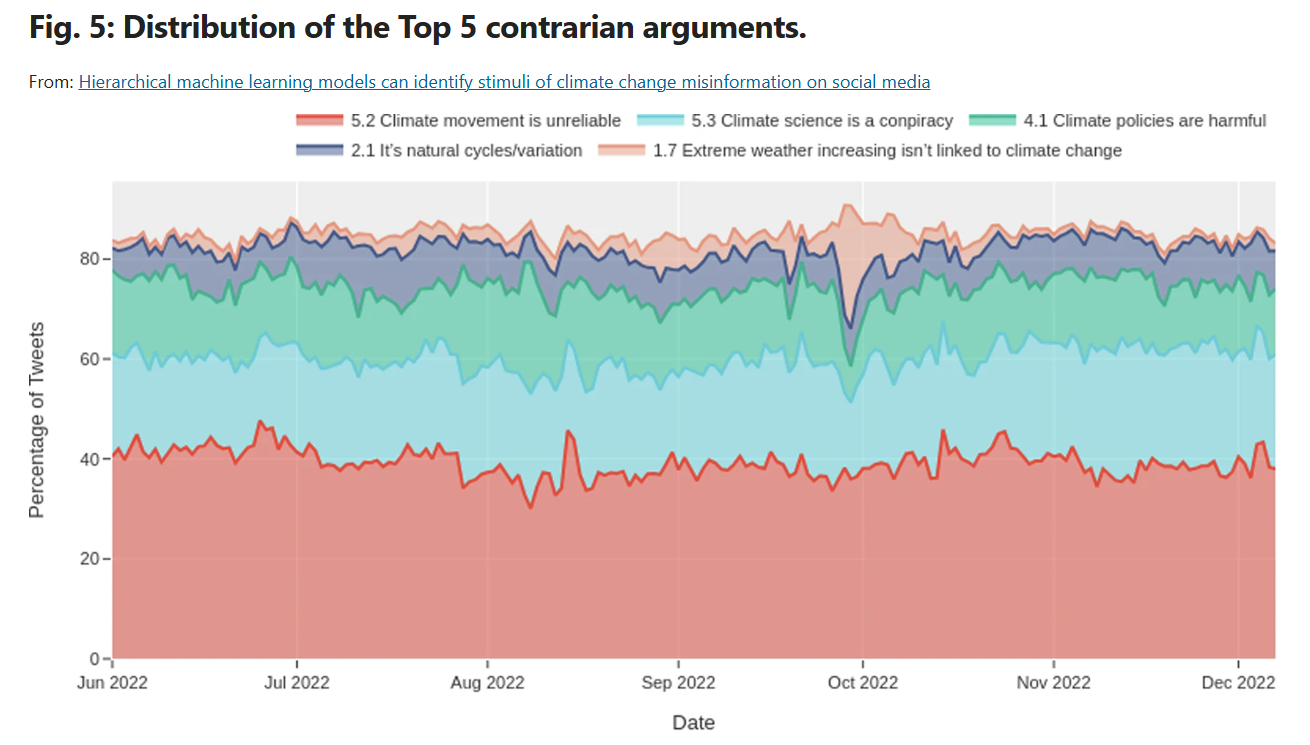 Fig. 5: Distribution of the Top 5 contrarian arguments.
From: Hierarchical machine learning models can identify stimuli of climate change misinformation on social media
5.2 Climate movement is unreliable 5.3 Climate science is a conpiracy 4.1 Climate policies are harmful
2.1 It's natural cycles/variation 1.7 Extreme weather increasing isn't linked to climate change
Percentage of Tweets
80
60
40
20
0
Jun 2022 Jul 2022 Aug 2022 Sep 2022 Oct 2022 Nov 2022 Dec 2022
Date